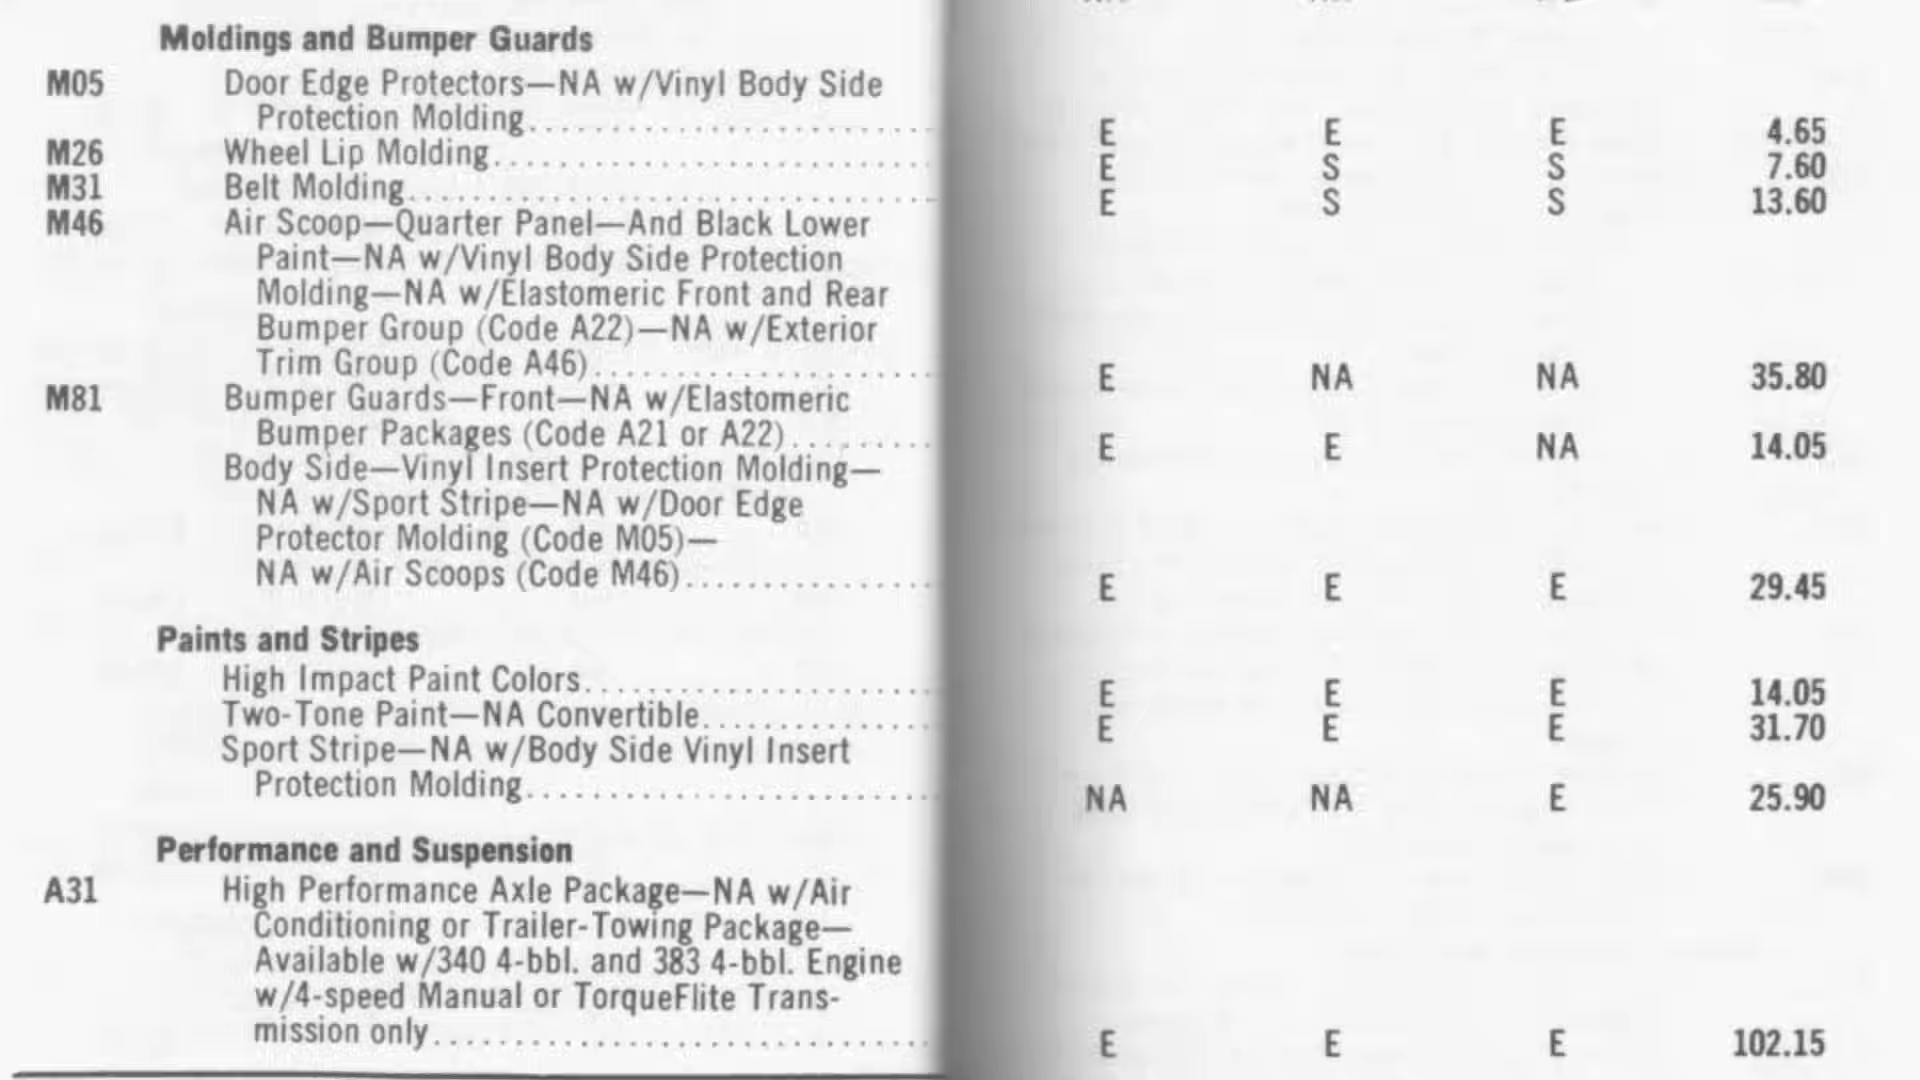 Moldings and Bumper Guards
M05 Door Edge Protectors—NA w/Vinyl Body Side
Protection Molding........................ E E E 4.65
M26 Wheel Lip Molding........................ E S S 7.60
M31 Belt Molding........................ E S S 13.60
M46 Air Scoop—Quarter Panel—And Black Lower
Paint—NA w/Vinyl Body Side Protection
Molding—NA w/Elastomeric Front and Rear
Bumper Group (Code A22)—NA w/Exterior
Trim Group (Code A46)........................ E NA NA 35.80
M81 Bumper Guards—Front—NA w/Elastomeric
Bumper Packages (Code A21 or A22)........ E E NA 14.05
Body Side—Vinyl Insert Protection Molding—
NA w/Sport Stripe—NA w/Door Edge
Protector Molding (Code M05)—
NA w/Air Scoops (Code M46)................ E E E 29.45
Paints and Stripes
High Impact Paint Colors........................ E E E 14.05
Two-Tone Paint—NA Convertible................ E E E 31.70
Sport Stripe—NA w/Body Side Vinyl Insert
Protection Molding........................ NA NA E 25.90
Performance and Suspension
A31 High Performance Axle Package—NA w/Air
Conditioning or Trailer-Towing Package—
Available w/340 4-bbl. and 383 4-bbl. Engine
w/4-speed Manual or TorqueFlite Trans-
mission only........................ E E E 102.15